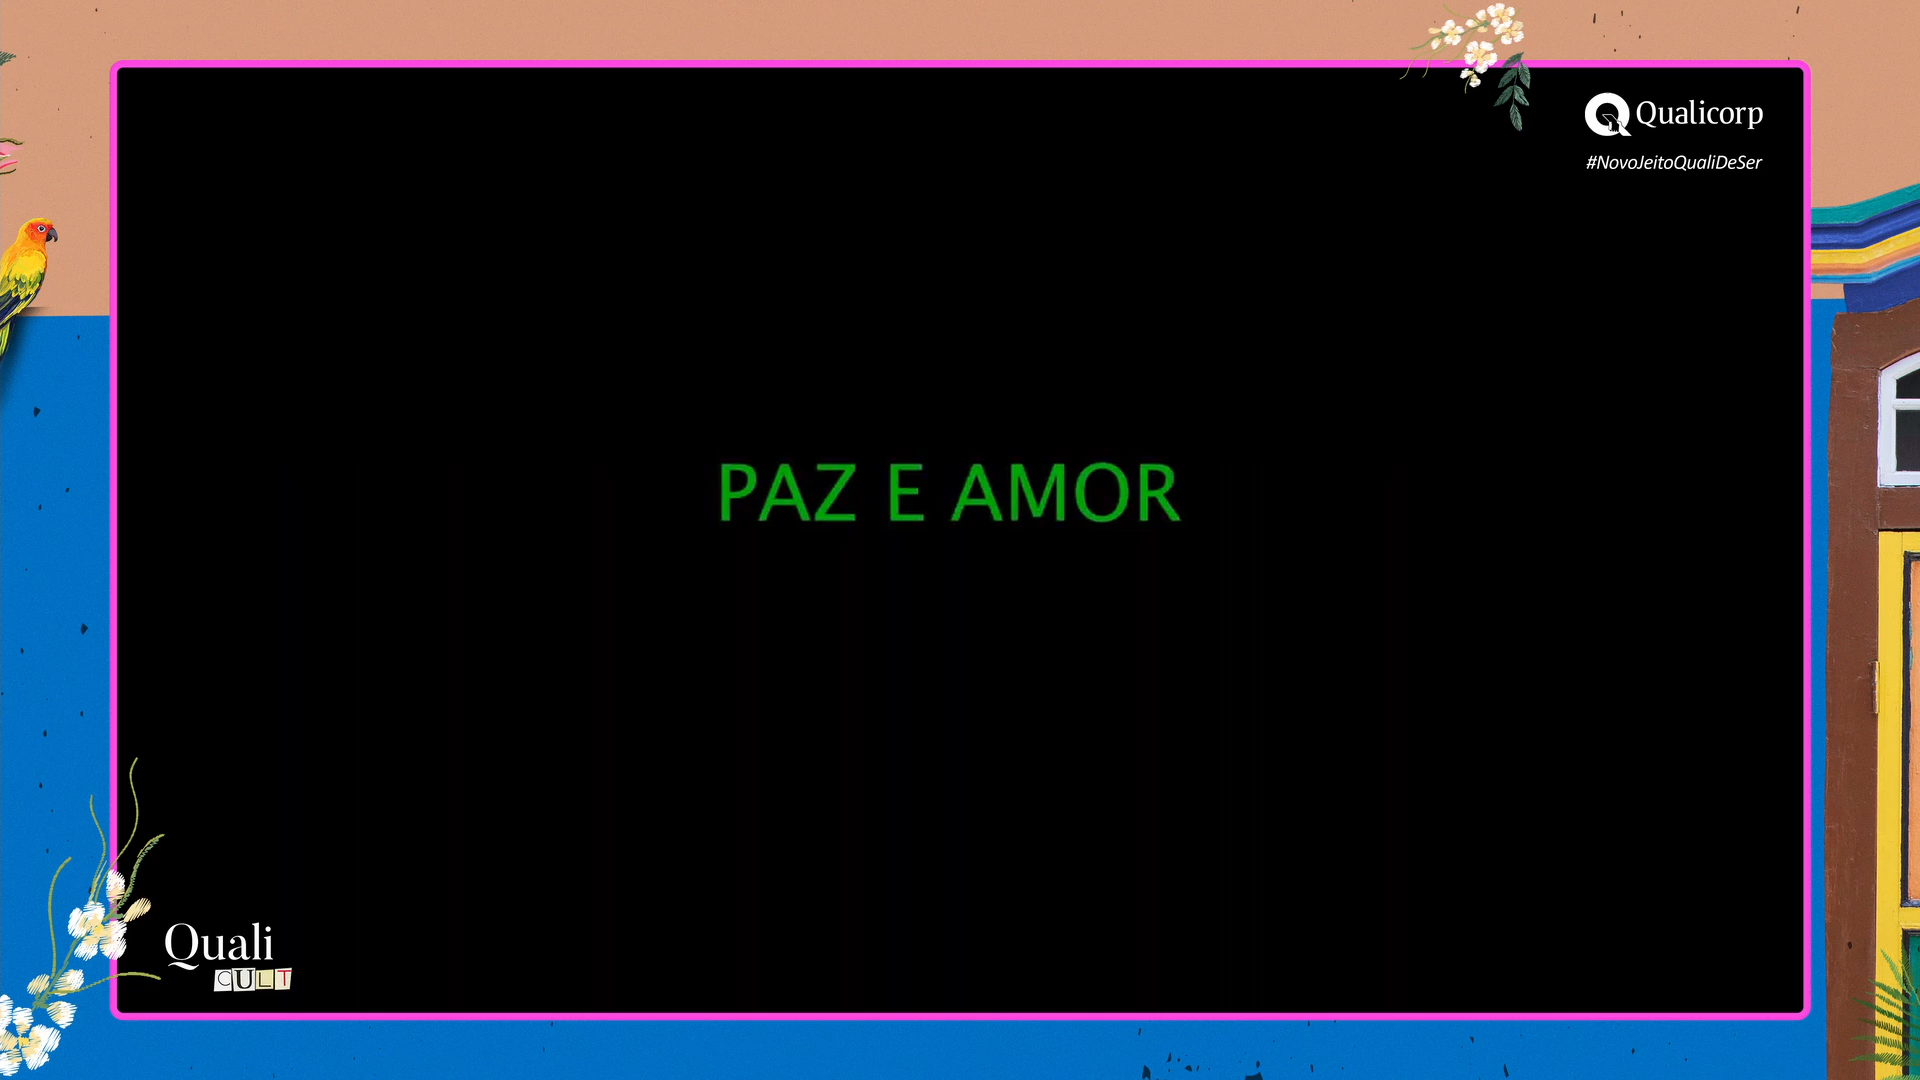 Qualicorp
#NovoJeitoQualiDeSer
PAZ E AMOR
Quali
CULT